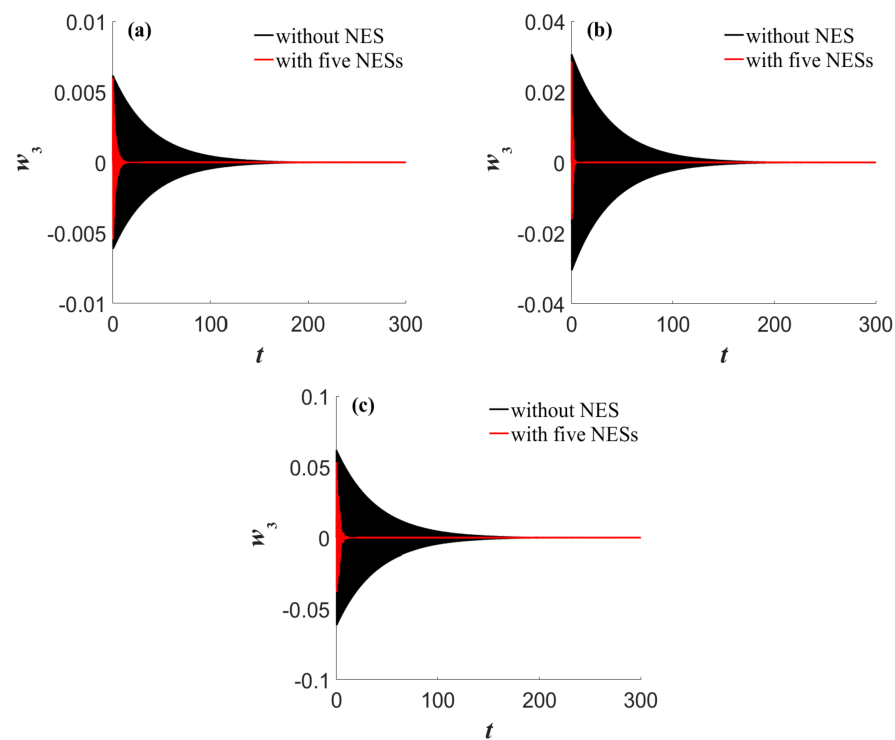 (a)
without NES
with five NESs
0.01
0.005
0
-0.005
-0.01
w₃
0 100 200 300
t
(b)
without NES
with five NESs
0.04
0.02
0
-0.02
-0.04
w₃
0 100 200 300
t
(c)
without NES
with five NESs
0.1
0.05
0
-0.05
-0.1
w₃
0 100 200 300
t